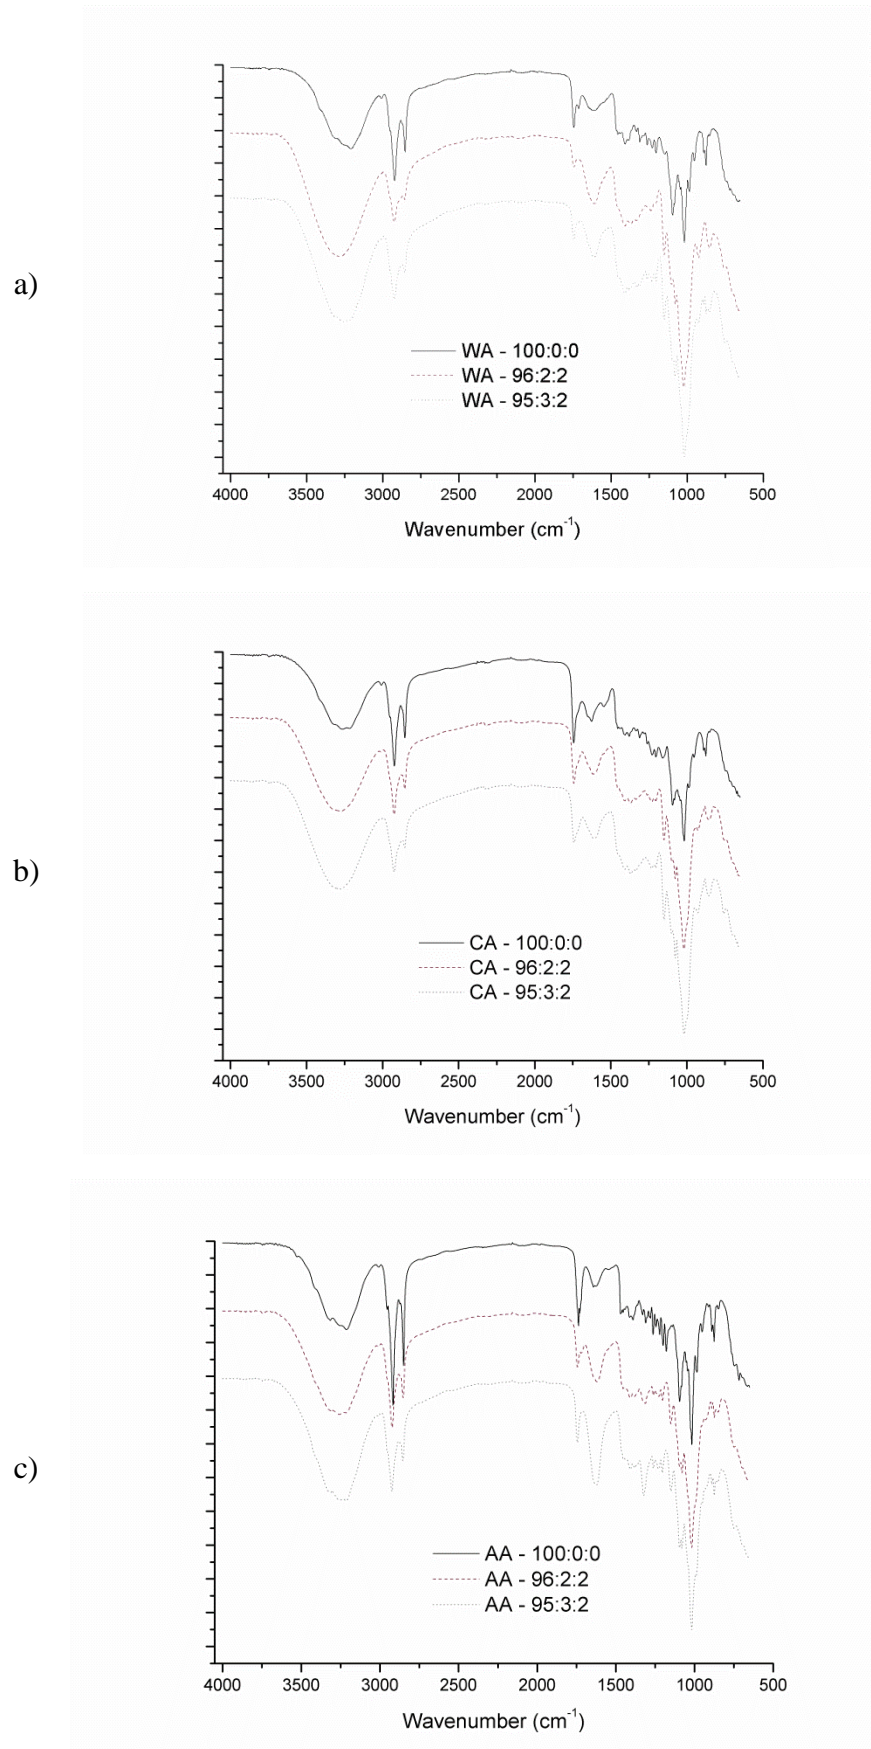 a)
WA - 100:0:0
WA - 96:2:2
WA - 95:3:2
4000 3500 3000 2500 2000 1500 1000 500
Wavenumber (cm⁻¹)
b)
CA - 100:0:0
CA - 96:2:2
CA - 95:3:2
4000 3500 3000 2500 2000 1500 1000 500
Wavenumber (cm⁻¹)
c)
AA - 100:0:0
AA - 96:2:2
AA - 95:3:2
4000 3500 3000 2500 2000 1500 1000 500
Wavenumber (cm⁻¹)